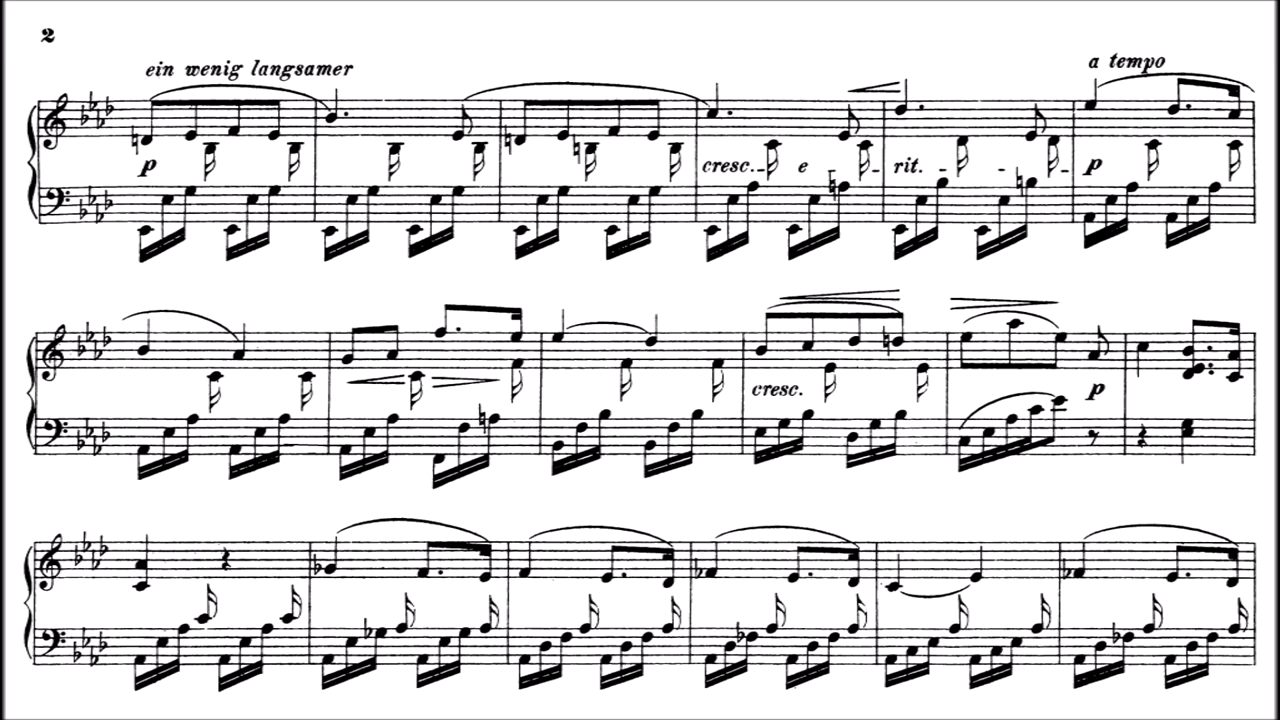 2
ein wenig langsamer
a tempo
p cresc. e rit. p
cresc. p